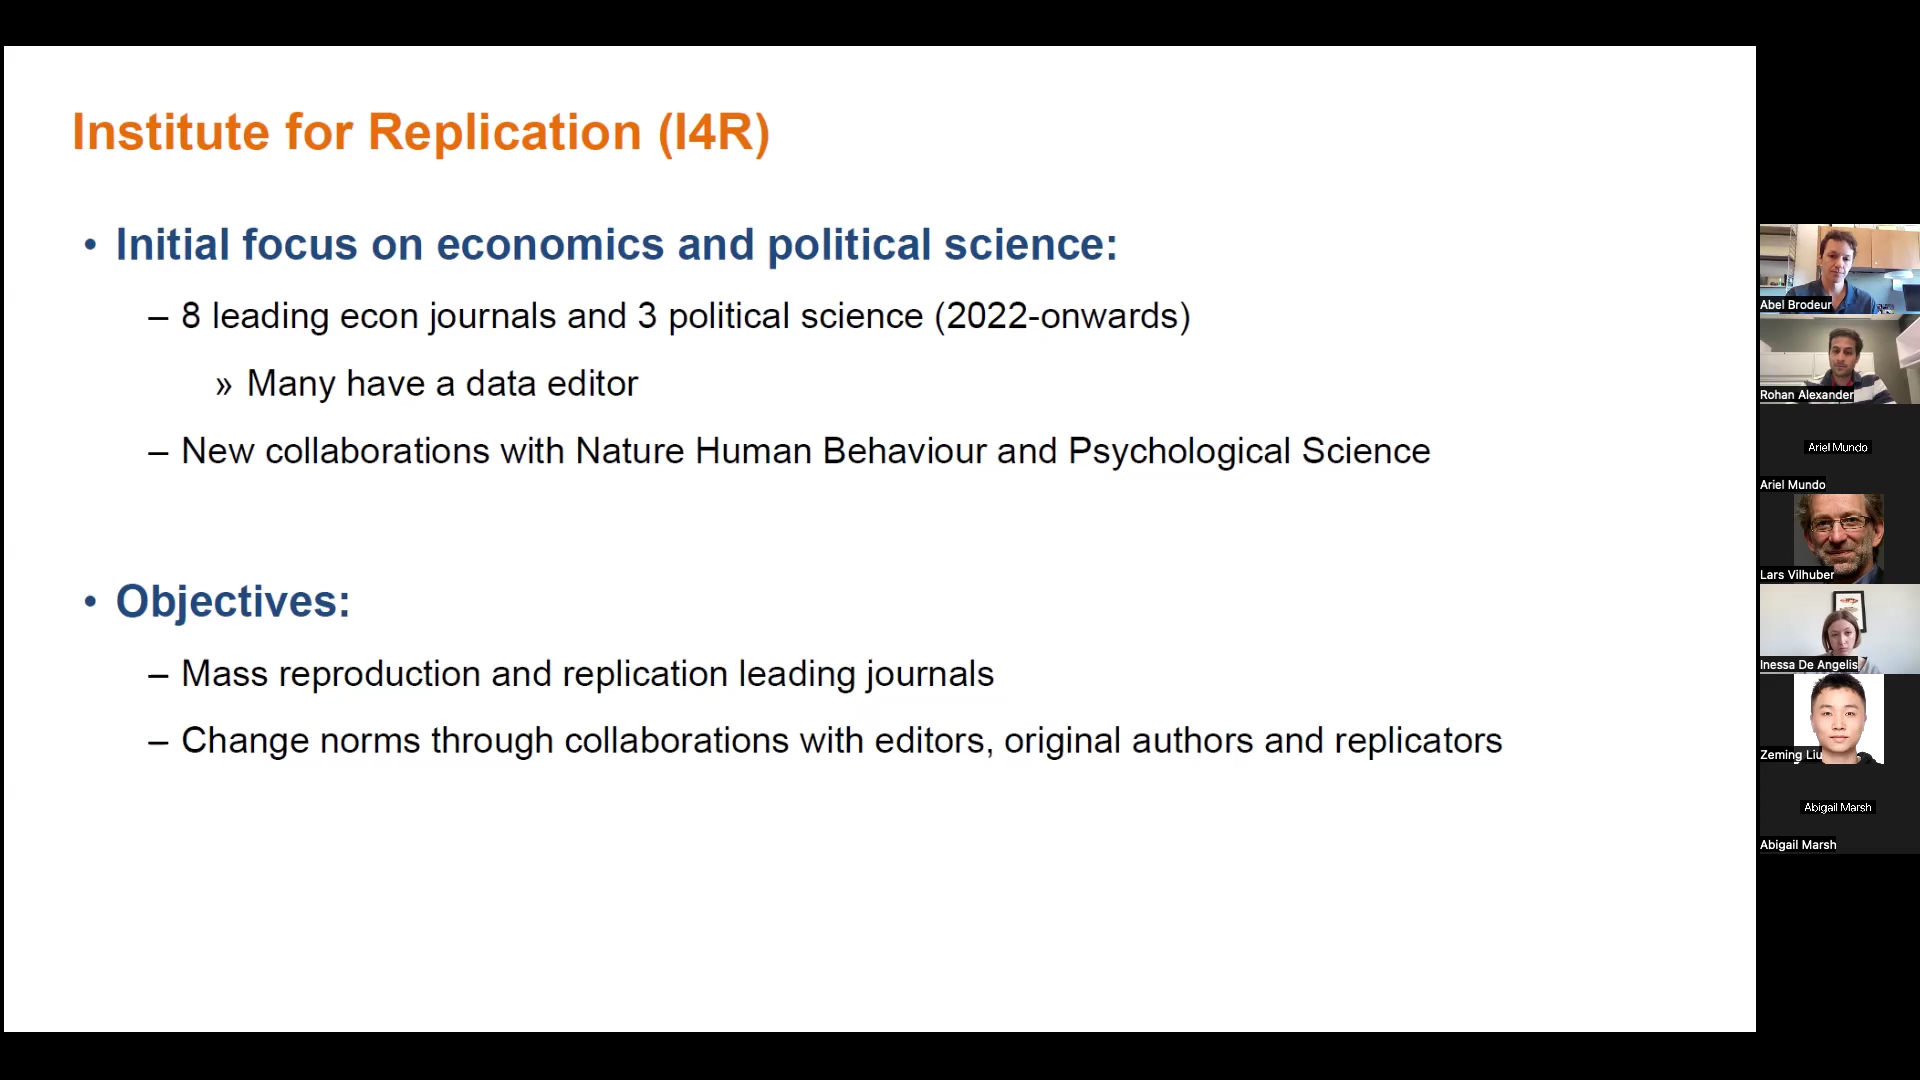 Institute for Replication (I4R)
• Initial focus on economics and political science:
– 8 leading econ journals and 3 political science (2022-onwards)
» Many have a data editor
– New collaborations with Nature Human Behaviour and Psychological Science
• Objectives:
– Mass reproduction and replication leading journals
– Change norms through collaborations with editors, original authors and replicators
Abel Brodeur
Rohan Alexander
Ariel Mundo
Ariel Mundo
Lars Vilhuber
Inessa De Angelis
Zeming Liu
Abigail Marsh
Abigail Marsh